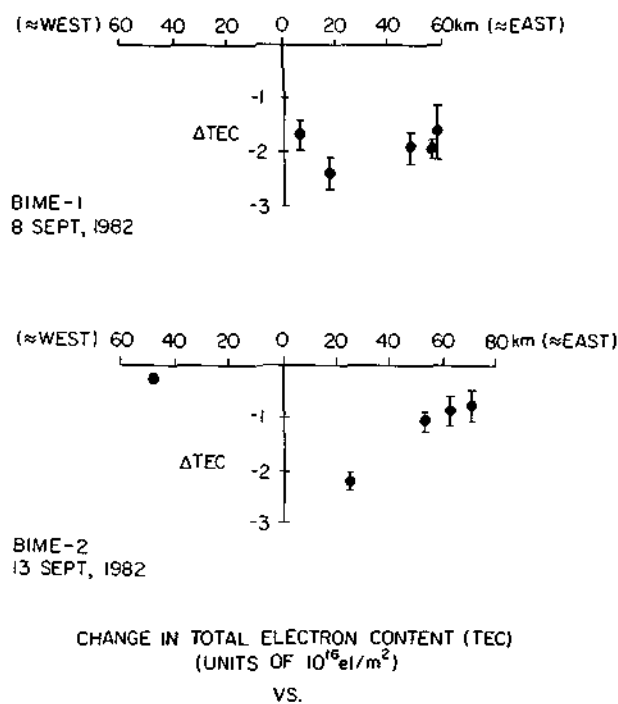 (≈WEST) 60 40 20 0 20 40 60km (≈EAST)
-1
ΔTEC
-2
-3
BIME-1
8 SEPT, 1982
(≈WEST) 60 40 20 0 20 40 60 80km (≈EAST)
-1
ΔTEC
-2
-3
BIME-2
13 SEPT, 1982
CHANGE IN TOTAL ELECTRON CONTENT (TEC)
(UNITS OF 10¹⁶el/m²)
VS.